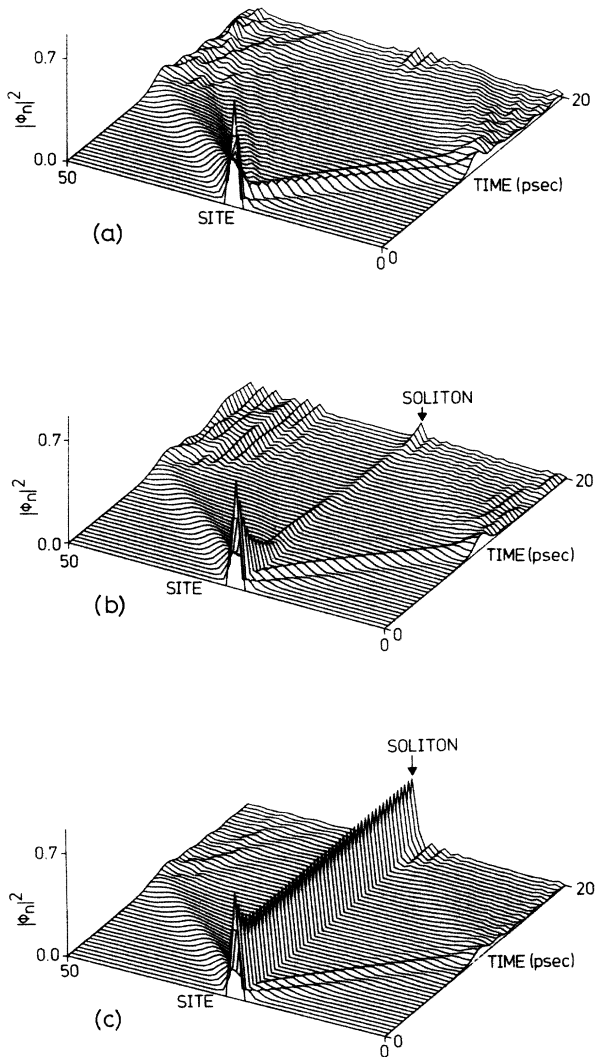 0.7
|Φn|²
0.0
50
SITE
0
0
TIME (psec)
20
(a)
SOLITON
0.7
|Φn|²
0.0
50
SITE
0
0
TIME (psec)
20
(b)
SOLITON
0.7
|Φn|²
0.0
50
SITE
0
0
TIME (psec)
20
(c)